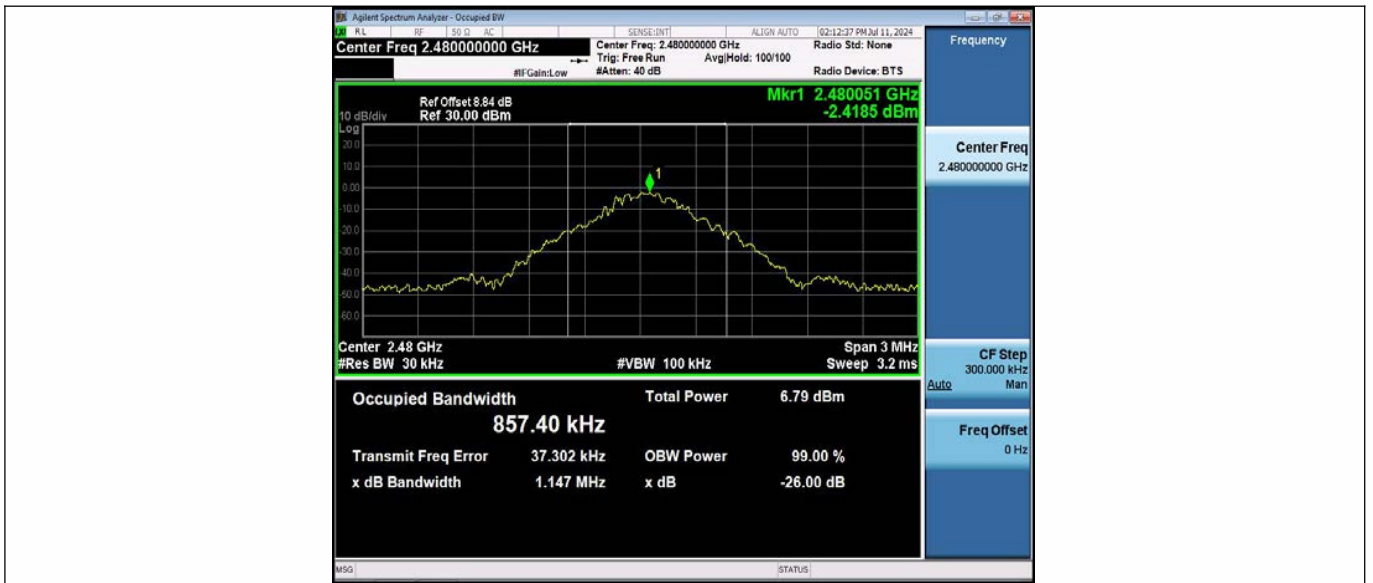 Agilent Spectrum Analyzer - Occupied BW
RL RF 50 Ω AC SENSE:INT ALIGN AUTO 02:12:37 PM Jul 11, 2024
Center Freq 2.480000000 GHz
Center Freq: 2.480000000 GHz Radio Std: None
Trig: Free Run Avg|Hold: 100/100
#IFGain:Low #Atten: 40 dB Radio Device: BTS
Frequency
Mkr1 2.480051 GHz
-2.4185 dBm
Ref Offset 8.84 dB
10 dB/div Ref 30.00 dBm
Log
20.0
10.0
0.00
-10.0
-20.0
-30.0
-40.0
-50.0
-60.0
1
Center 2.48 GHz Span 3 MHz
#Res BW 30 kHz #VBW 100 kHz Sweep 3.2 ms
Center Freq
2.480000000 GHz
CF Step
300.000 kHz
Auto Man
Freq Offset
0 Hz
Occupied Bandwidth Total Power 6.79 dBm
857.40 kHz
Transmit Freq Error 37.302 kHz OBW Power 99.00 %
x dB Bandwidth 1.147 MHz x dB -26.00 dB
MSG STATUS